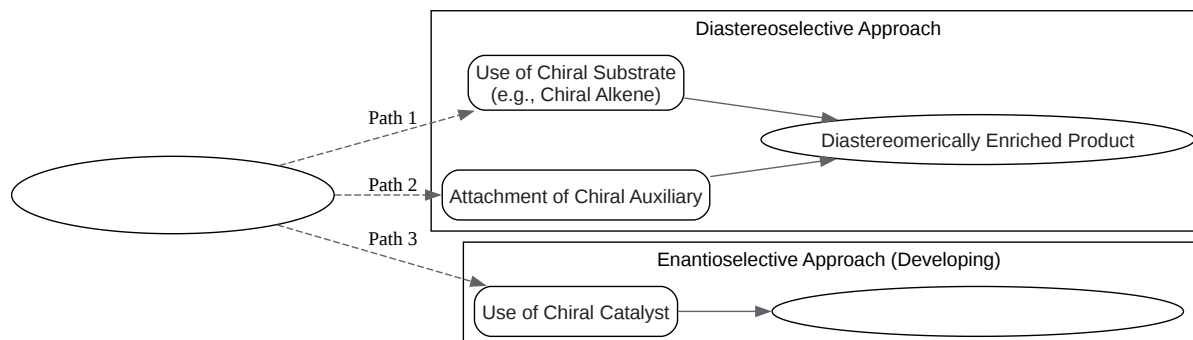 Diastereoselective Approach
Use of Chiral Substrate
(e.g., Chiral Alkene)
Path 1
Diastereomerically Enriched Product
Path 2
Attachment of Chiral Auxiliary
Path 3
Enantioselective Approach (Developing)
Use of Chiral Catalyst